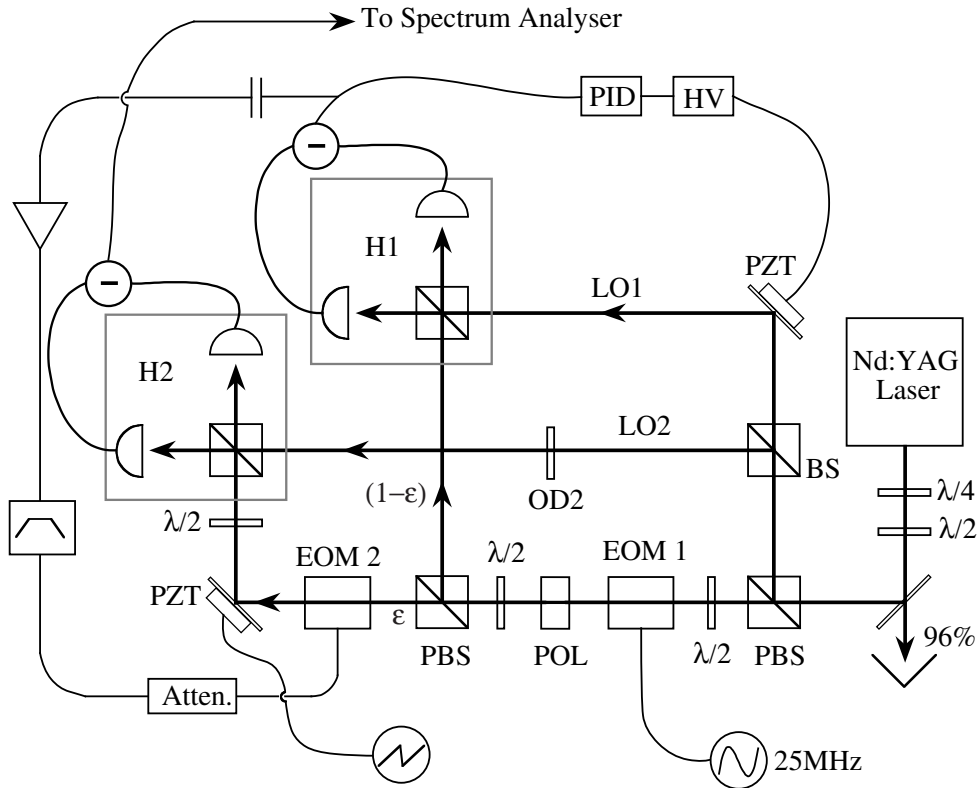 To Spectrum Analyser
PID
HV
−
H1
PZT
LO1
−
Nd:YAG
Laser
H2
LO2
BS
(1−ε)
OD2
λ/4
λ/2
λ/2
EOM 2
λ/2
EOM 1
PZT
ε
PBS
POL
λ/2
PBS
96%
Atten.
25MHz